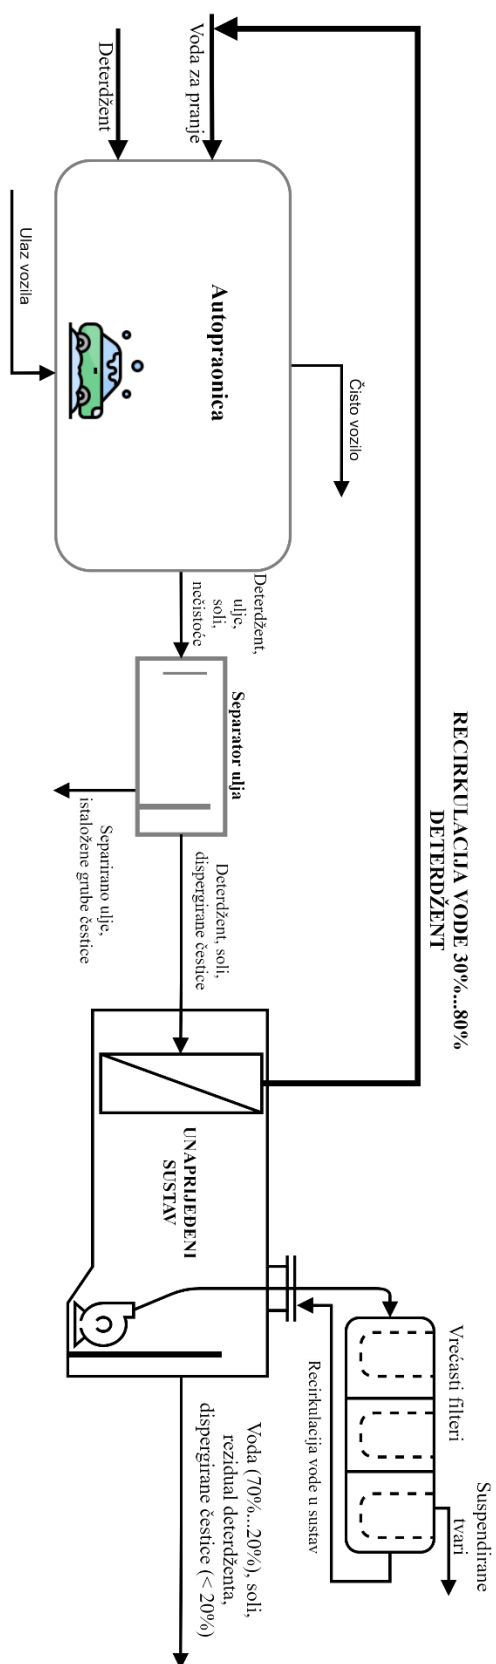 RECIRKULACIJA VODE 30%...80%
DETERDŽENT
Voda za pranje
Deterdžent
Ulaz vozila
Autopraonica
Čisto vozilo
Deterdžent,
ulje,
soli,
nečistoće
Separator ulja
Separirano ulje,
istaložene grube čestice
Deterdžent, soli,
dispergirane čestice
UNAPRIJEĐENI
SUSTAV
Vrećasti filteri
Suspendirane
tvari
Recirkulacija vode u sustav
Voda (70%...20%), soli,
rezidual deterdženta,
dispergirane čestice (< 20%)